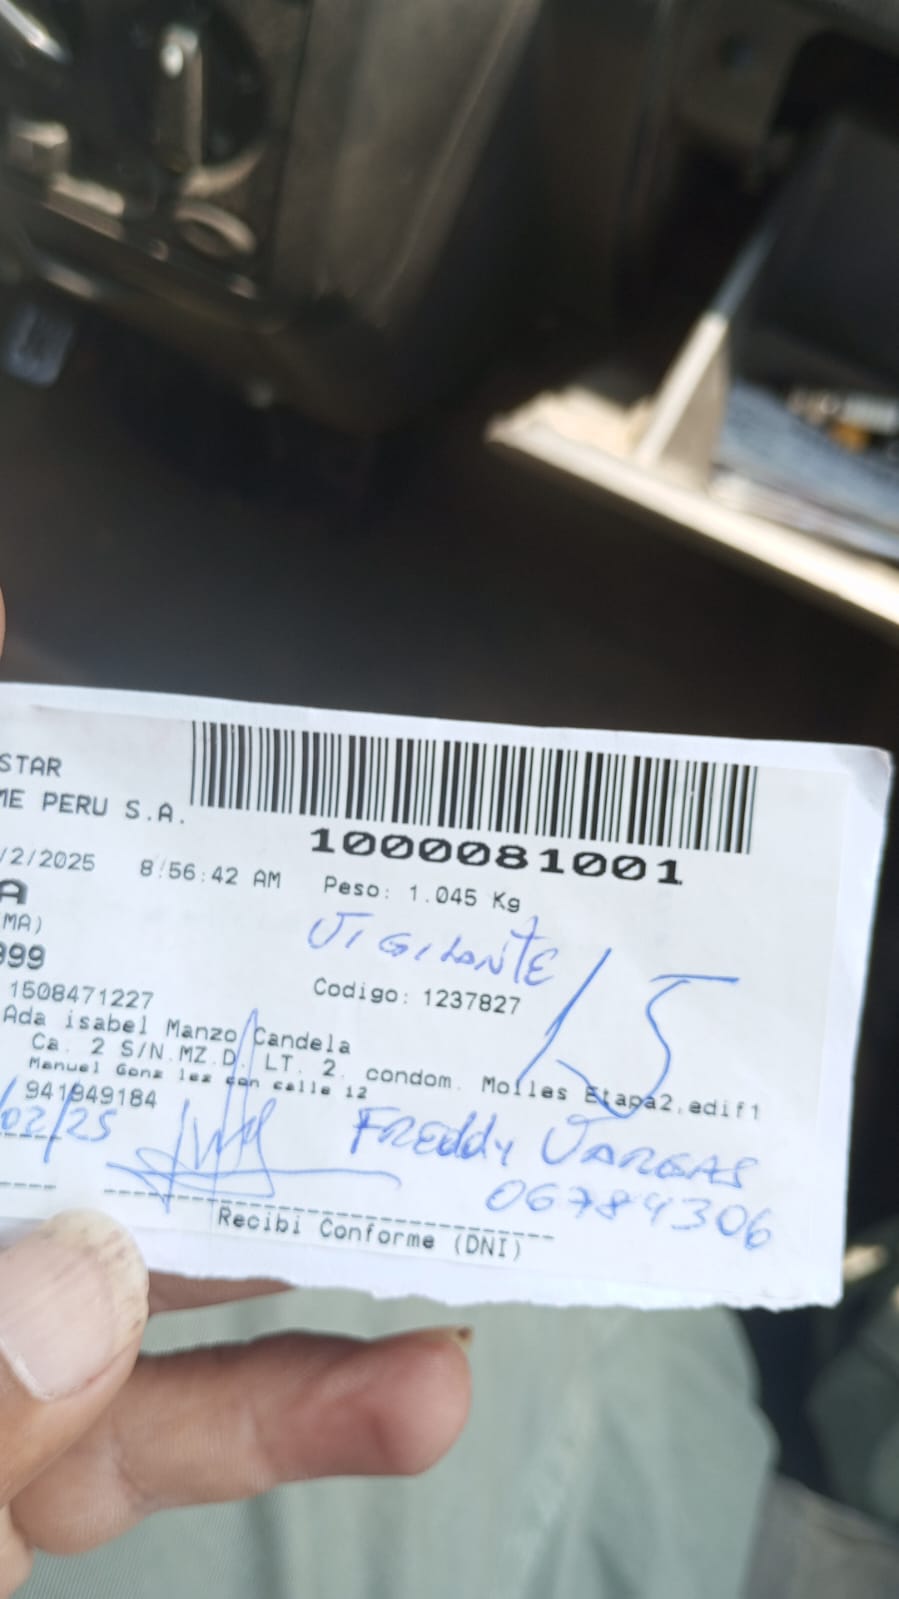 STAR
ME PERU S.A.
1000081001
/2/2025 8:56:42 AM Peso: 1.045 Kg
A
MA)
VIGILANTE
999
1508471227 Codigo: 1237827
15
Ada isabel Manzo Candela
Ca. 2 S/N.MZ.D. LT. 2. condom. Molles Etapa2.edif1
Manuel Gonz lez con calle 12
941949184
/02/25
FREDDY VARGAS
06784306
Recibi Conforme (DNI)